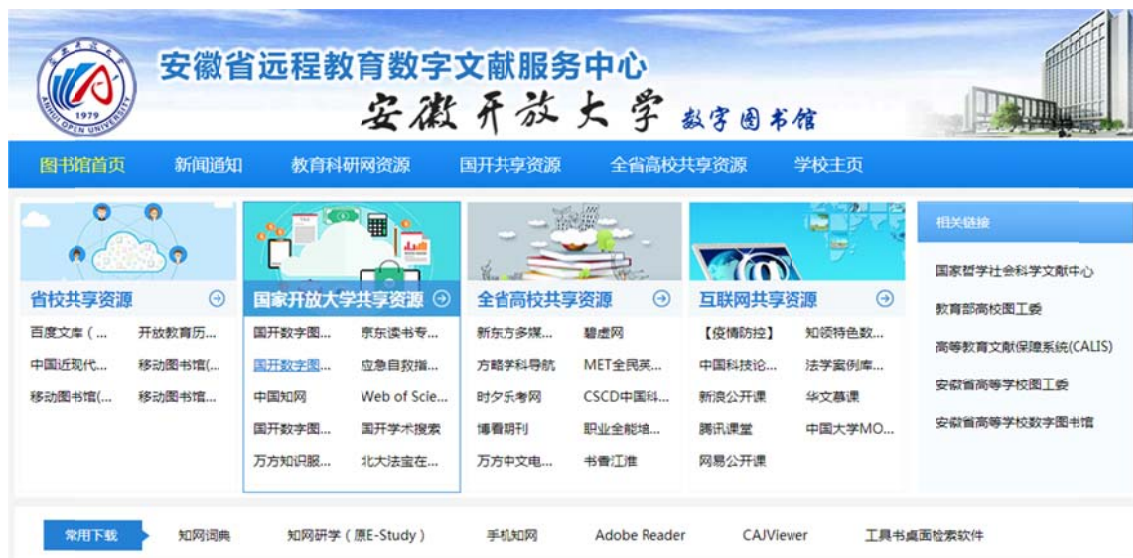 安徽省远程教育数字文献服务中心
安徽开放大学 数字图书馆
1979
ANHUI OPEN UNIVERSITY
图书馆首页 新闻通知 教育科研网资源 国开共享资源 全省高校共享资源 学校主页
省校共享资源
百度文库（... 开放教育历...
中国近现代... 移动图书馆(...
移动图书馆(... 移动图书馆...
国家开放大学共享资源
国开数字图... 京东读书专...
国开数字图... 应急自救指...
中国知网 Web of Scie...
国开数字图... 国开学术搜索
万方知识服... 北大法宝在...
全省高校共享资源
新东方多媒... 碧虚网
方略学科导航 MET全民英...
时夕乐考网 CSCD中国科...
博看期刊 职业全能培...
万方中文电... 书香江淮
互联网共享资源
【疫情防控】 知领特色数...
中国科技论... 法学案例库...
新浪公开课 华文慕课
腾讯课堂 中国大学MO...
网易公开课
相关链接
国家哲学社会科学文献中心
教育部高校图工委
高等教育文献保障系统(CALIS)
安徽省高等学校图工委
安徽省高等学校数字图书馆
常用下载 知网词典 知网研学（原E-Study） 手机知网 Adobe Reader CAJViewer 工具书桌面检索软件